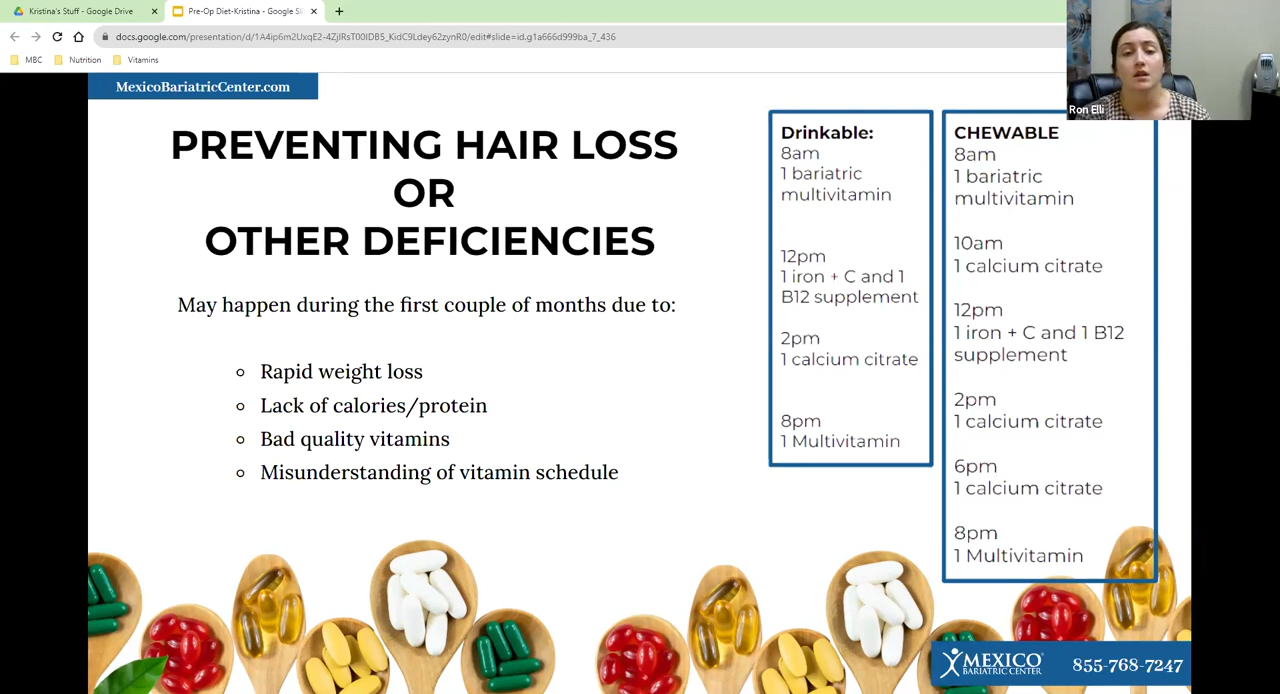 Kristina's Stuff - Google Drive
Pre-Op Diet-Kristina - Google Sli
docs.google.com/presentation/d/1A4ip6m2UxqE2-4ZjlRsT00IDB5_KidC9Ldey62zynR0/edit#slide=id.g1a666d999ba_7_436
MBC
Nutrition
Vitamins
Ron Elli
MexicoBariatricCenter.com
PREVENTING HAIR LOSS
OR
OTHER DEFICIENCIES
May happen during the first couple of months due to:
Rapid weight loss
Lack of calories/protein
Bad quality vitamins
Misunderstanding of vitamin schedule
Drinkable:
8am
1 bariatric
multivitamin
12pm
1 iron + C and 1
B12 supplement
2pm
1 calcium citrate
8pm
1 Multivitamin
CHEWABLE
8am
1 bariatric
multivitamin
10am
1 calcium citrate
12pm
1 iron + C and 1 B12
supplement
2pm
1 calcium citrate
6pm
1 calcium citrate
8pm
1 Multivitamin
MEXICO
BARIATRIC CENTER
855-768-7247